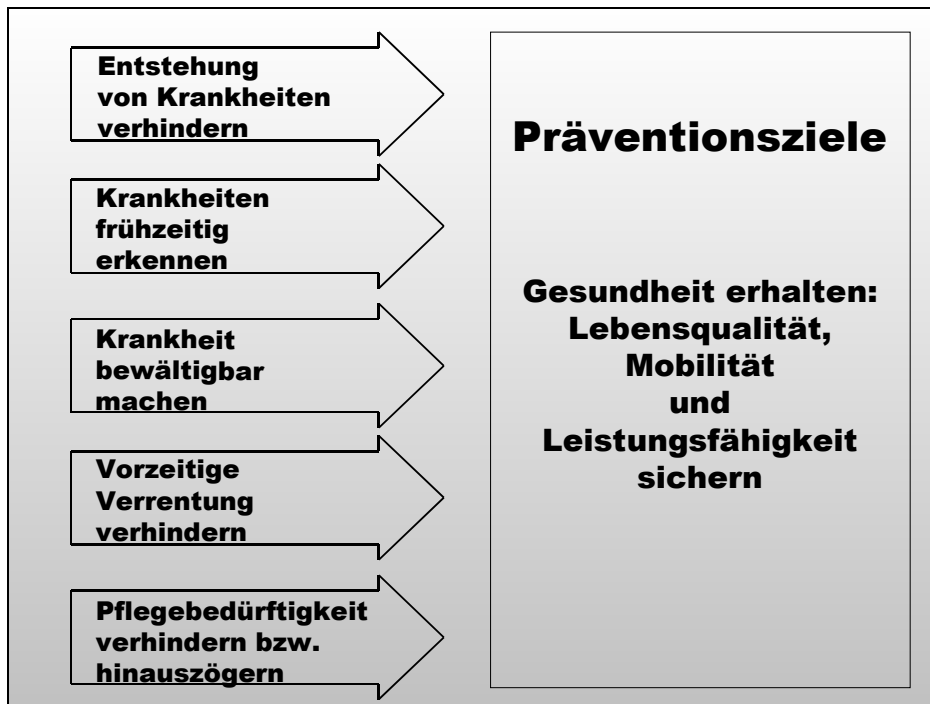 Entstehung
von Krankheiten
verhindern
Krankheiten
frühzeitig
erkennen
Krankheit
bewältigbar
machen
Vorzeitige
Verrentung
verhindern
Pflegebedürftigkeit
verhindern bzw.
hinauszögern
Präventionsziele
Gesundheit erhalten:
Lebensqualität,
Mobilität
und
Leistungsfähigkeit
sichern